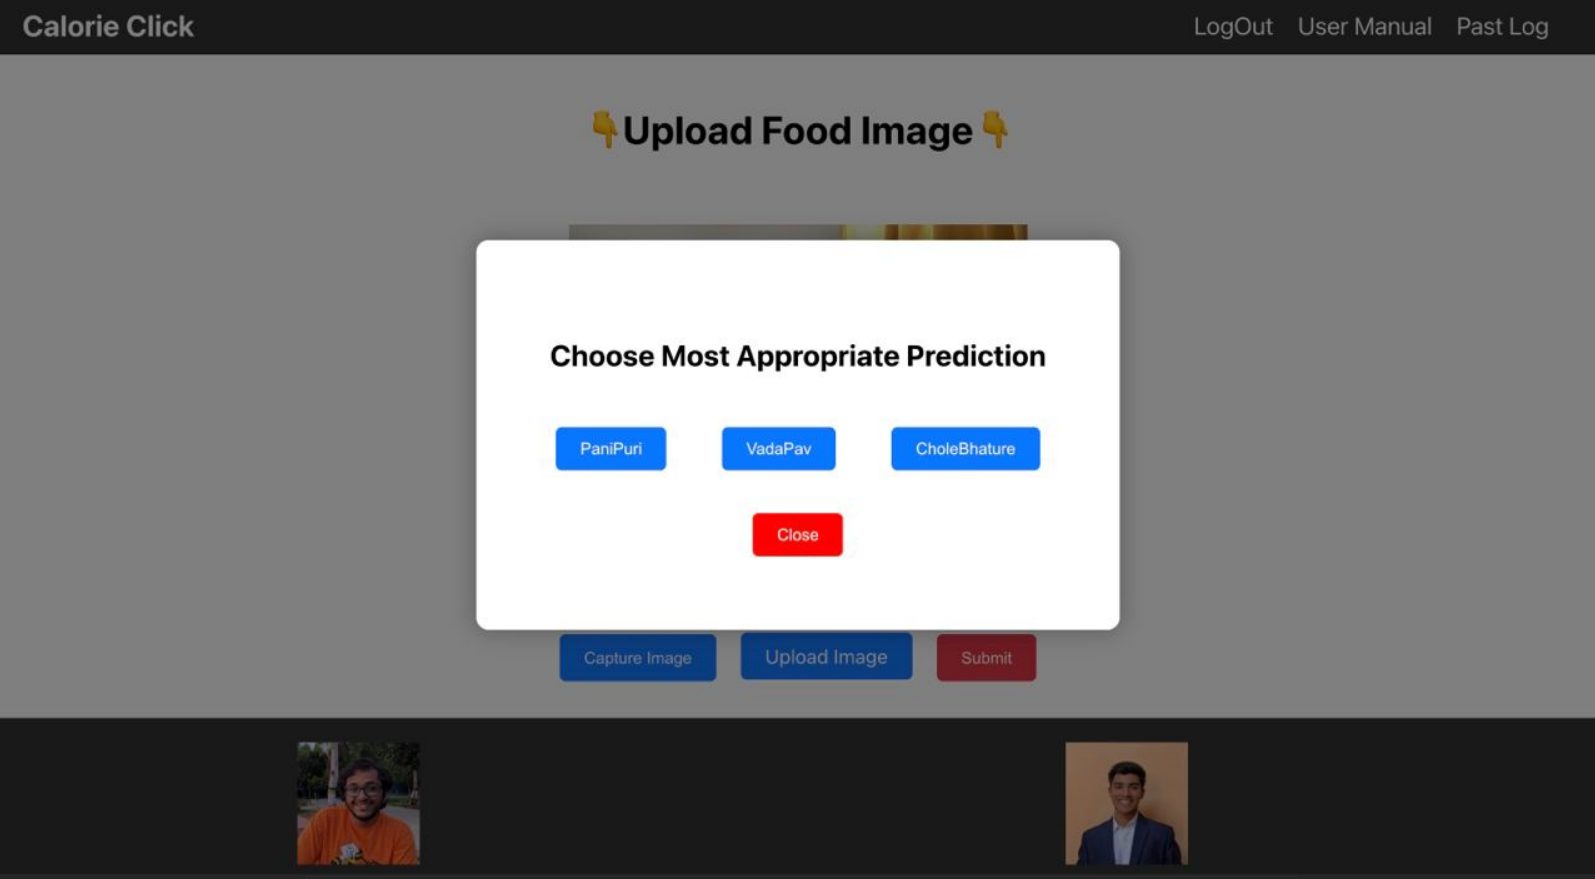 Calorie Click
LogOut User Manual Past Log
👇Upload Food Image👇
Choose Most Appropriate Prediction
PaniPuri VadaPav CholeBhature
Close
Capture Image Upload Image Submit